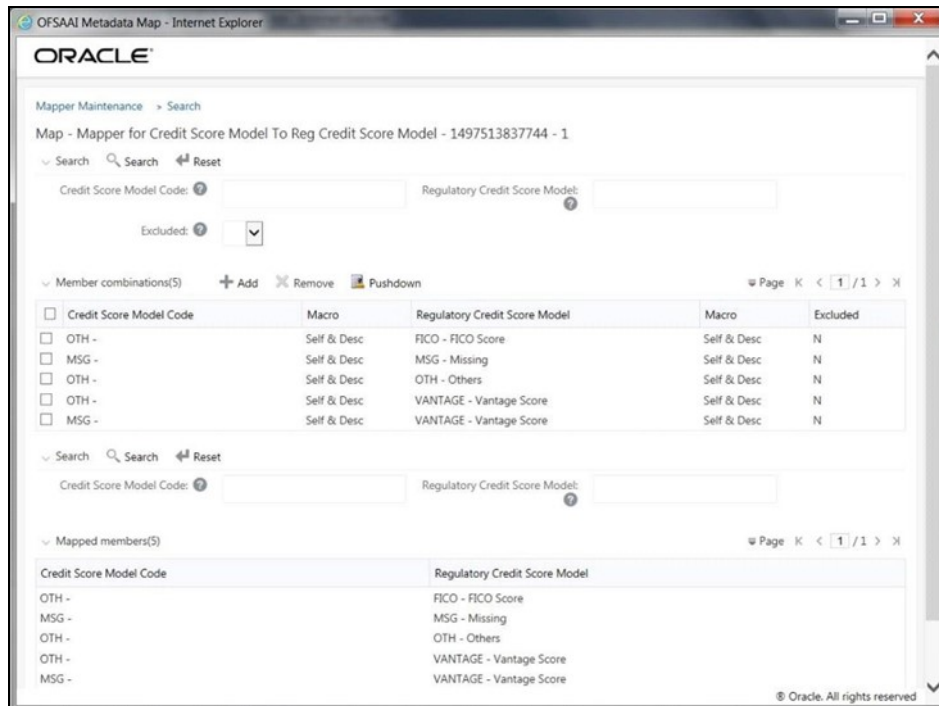 OFSAAI Metadata Map - Internet Explorer
ORACLE
Mapper Maintenance > Search
Map - Mapper for Credit Score Model To Reg Credit Score Model - 1497513837744 - 1
Search Search Reset
Credit Score Model Code: ? Regulatory Credit Score Model: ?
Excluded: ?
Member combinations(5) Add Remove Pushdown Page 1 / 1
Credit Score Model Code Macro Regulatory Credit Score Model Macro Excluded
OTH - Self & Desc FICO - FICO Score Self & Desc N
MSG - Self & Desc MSG - Missing Self & Desc N
OTH - Self & Desc OTH - Others Self & Desc N
OTH - Self & Desc VANTAGE - Vantage Score Self & Desc N
MSG - Self & Desc VANTAGE - Vantage Score Self & Desc N
Search Search Reset
Credit Score Model Code: ? Regulatory Credit Score Model: ?
Mapped members(5) Page 1 / 1
Credit Score Model Code Regulatory Credit Score Model
OTH - FICO - FICO Score
MSG - MSG - Missing
OTH - OTH - Others
OTH - VANTAGE - Vantage Score
MSG - VANTAGE - Vantage Score
® Oracle. All rights reserved